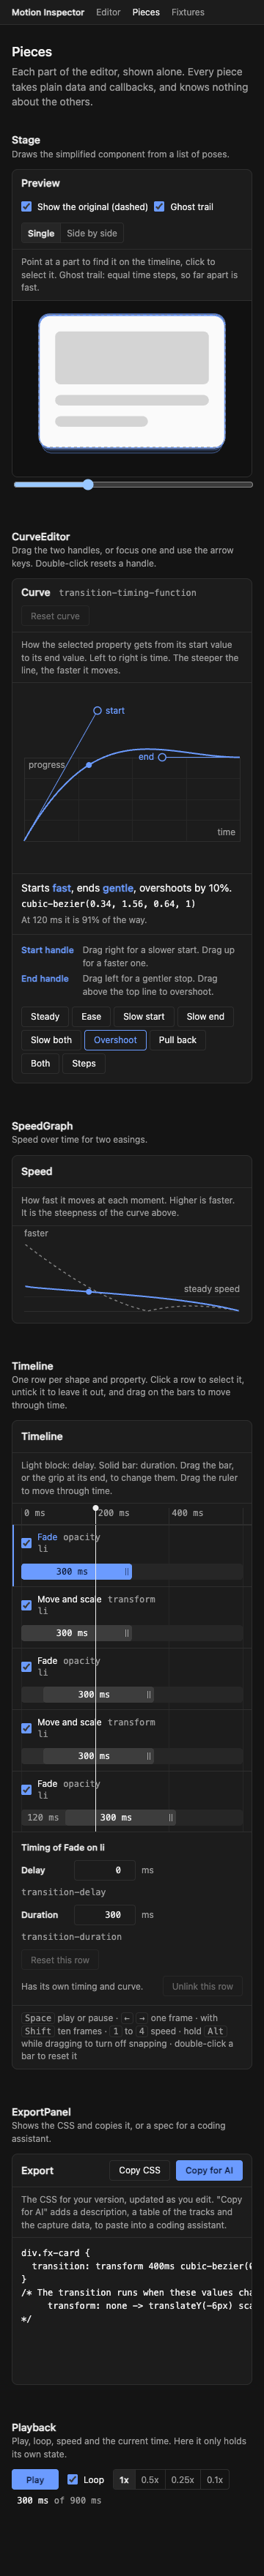 Motion Inspector Editor Pieces Fixtures
Pieces
Each part of the editor, shown alone. Every piece
takes plain data and callbacks, and knows nothing
about the others.
Stage
Draws the simplified component from a list of poses.
Preview
Show the original (dashed) Ghost trail
Single Side by side
Point at a part to find it on the timeline, click to
select it. Ghost trail: equal time steps, so far apart is
fast.
CurveEditor
Drag the two handles, or focus one and use the arrow
keys. Double-click resets a handle.
Curve transition-timing-function
Reset curve
How the selected property gets from its start value
to its end value. Left to right is time. The steeper the
line, the faster it moves.
start
end
progress
time
Starts fast, ends gentle, overshoots by 10%.
cubic-bezier(0.34, 1.56, 0.64, 1)
At 120 ms it is 91% of the way.
Start handle Drag right for a slower start. Drag up
for a faster one.
End handle Drag left for a gentler stop. Drag
above the top line to overshoot.
Steady Ease Slow start Slow end
Slow both Overshoot Pull back
Both Steps
SpeedGraph
Speed over time for two easings.
Speed
How fast it moves at each moment. Higher is faster.
It is the steepness of the curve above.
faster
steady speed
Timeline
One row per shape and property. Click a row to select it,
untick it to leave it out, and drag on the bars to move
through time.
Timeline
Light block: delay. Solid bar: duration. Drag the bar,
or the grip at its end, to change them. Drag the ruler
to move through time.
0 ms 200 ms 400 ms
Fade opacity
li
300 ms
Move and scale transform
li
300 ms
Fade opacity
li
300 ms
Move and scale transform
li
300 ms
Fade opacity
li
120 ms 300 ms
Timing of Fade on li
Delay 0 ms
transition-delay
Duration 300 ms
transition-duration
Reset this row
Has its own timing and curve. Unlink this row
Space play or pause · ← → one frame · with
Shift ten frames · 1 to 4 speed · hold Alt
while dragging to turn off snapping · double-click a
bar to reset it
ExportPanel
Shows the CSS and copies it, or a spec for a coding
assistant.
Export Copy CSS Copy for AI
The CSS for your version, updated as you edit. "Copy
for AI" adds a description, a table of the tracks and
the capture data, to paste into a coding assistant.
div.fx-card {
transition: transform 400ms cubic-bezier(0
}
/* The transition runs when these values cha
transform: none -> translateY(-6px) sca
*/
Playback
Play, loop, speed and the current time. Here it only holds
its own state.
Play Loop 1x 0.5x 0.25x 0.1x
300 ms of 900 ms